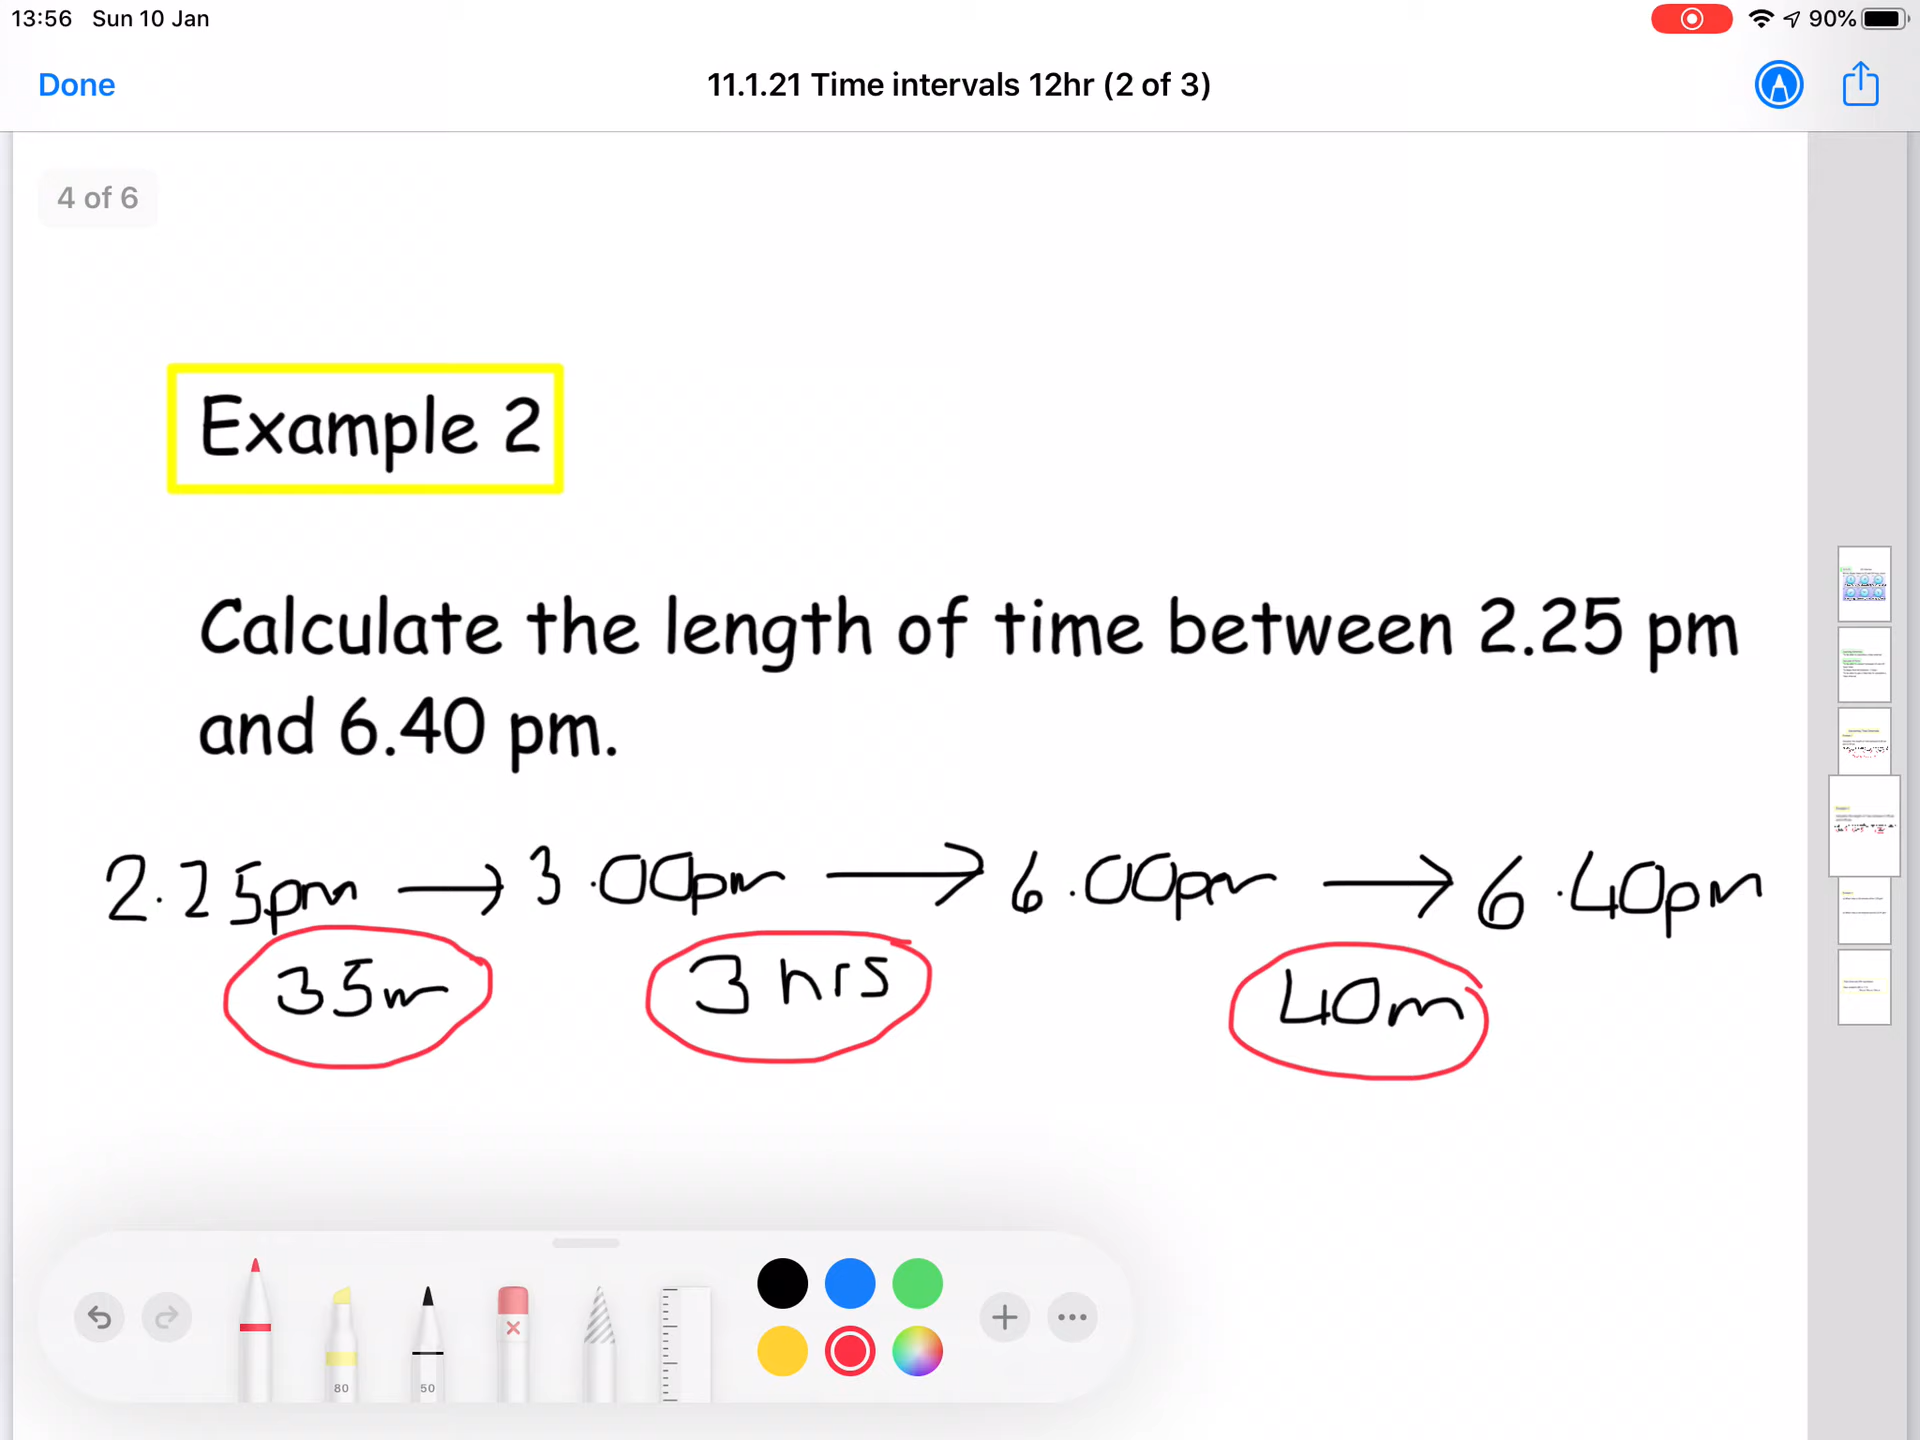 13:56 Sun 10 Jan 90%
Done 11.1.21 Time intervals 12hr (2 of 3)
4 of 6
Example 2
Calculate the length of time between 2.25 pm
and 6.40 pm.
2.25pm → 3.00pm → 6.00pm → 6.40pm
35m 3 hrs 40m
80 50